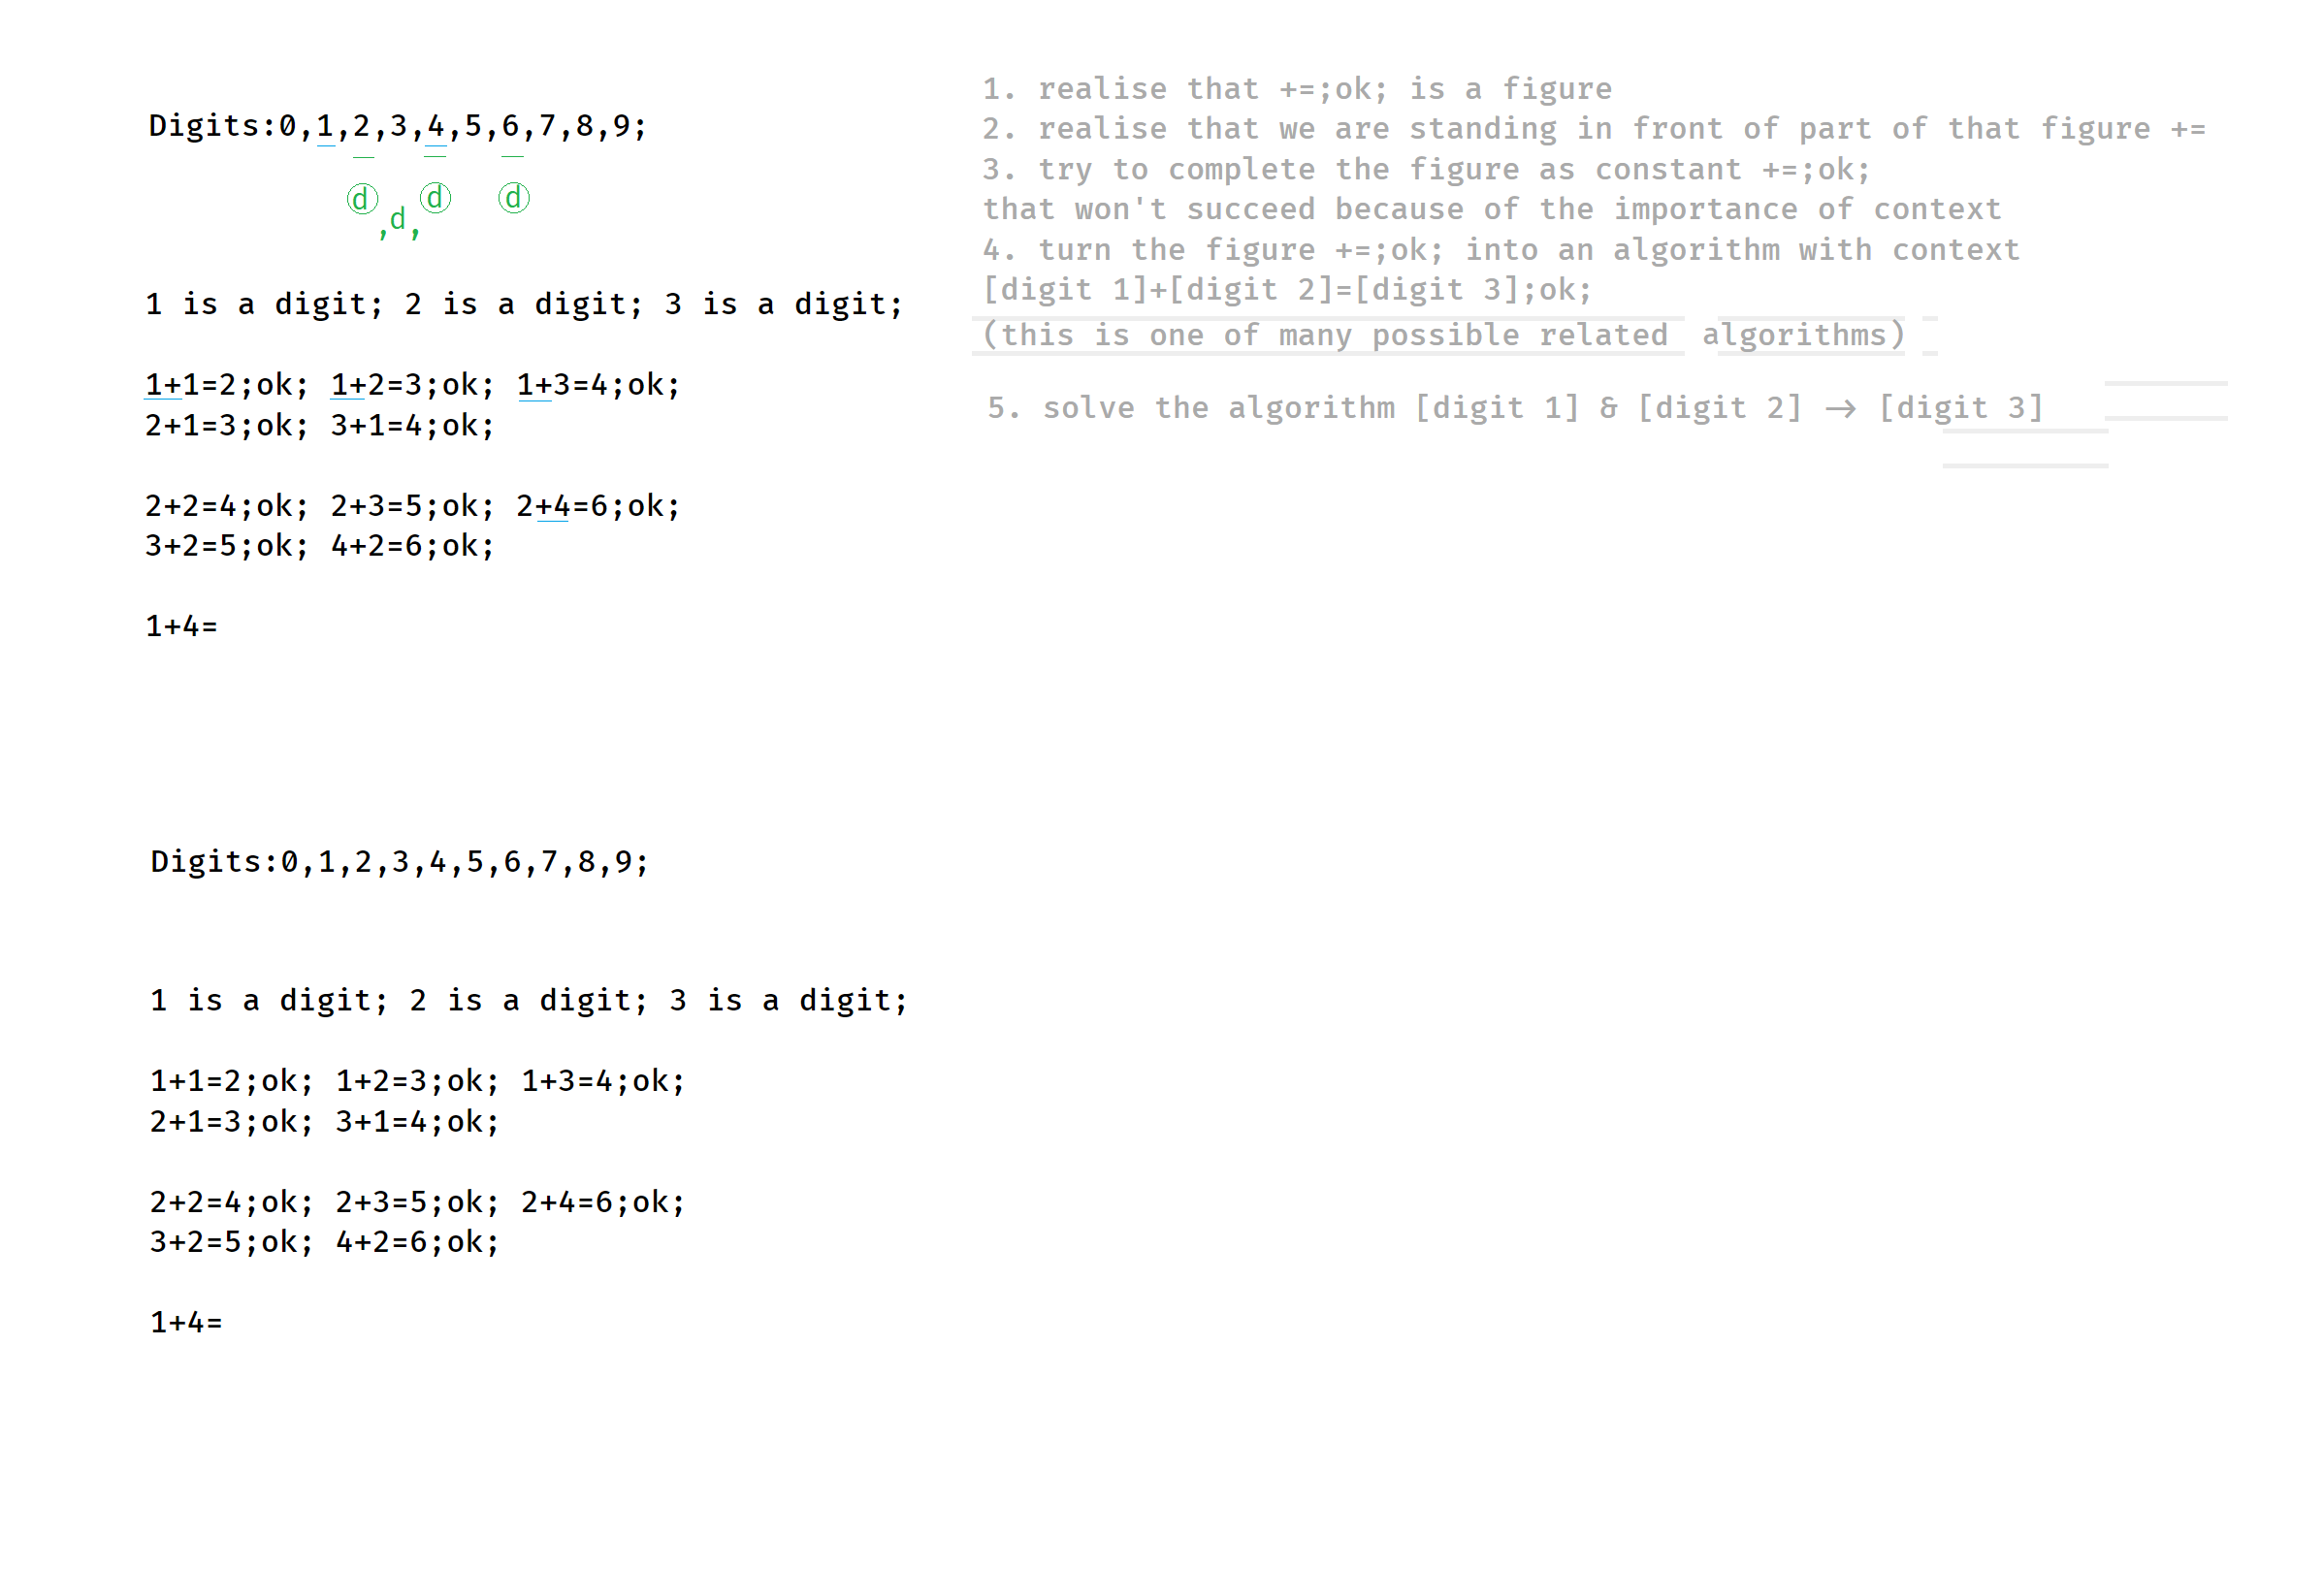 Digits:0,1,2,3,4,5,6,7,8,9;
d d d
,d,
1 is a digit; 2 is a digit; 3 is a digit;
1+1=2;ok; 1+2=3;ok; 1+3=4;ok;
2+1=3;ok; 3+1=4;ok;
2+2=4;ok; 2+3=5;ok; 2+4=6;ok;
3+2=5;ok; 4+2=6;ok;
1+4=
1. realise that +=;ok; is a figure
2. realise that we are standing in front of part of that figure +=
3. try to complete the figure as constant +=;ok;
that won't succeed because of the importance of context
4. turn the figure +=;ok; into an algorithm with context
[digit 1]+[digit 2]=[digit 3];ok;
(this is one of many possible related algorithms)
5. solve the algorithm [digit 1] & [digit 2] → [digit 3]
Digits:0,1,2,3,4,5,6,7,8,9;
1 is a digit; 2 is a digit; 3 is a digit;
1+1=2;ok; 1+2=3;ok; 1+3=4;ok;
2+1=3;ok; 3+1=4;ok;
2+2=4;ok; 2+3=5;ok; 2+4=6;ok;
3+2=5;ok; 4+2=6;ok;
1+4=